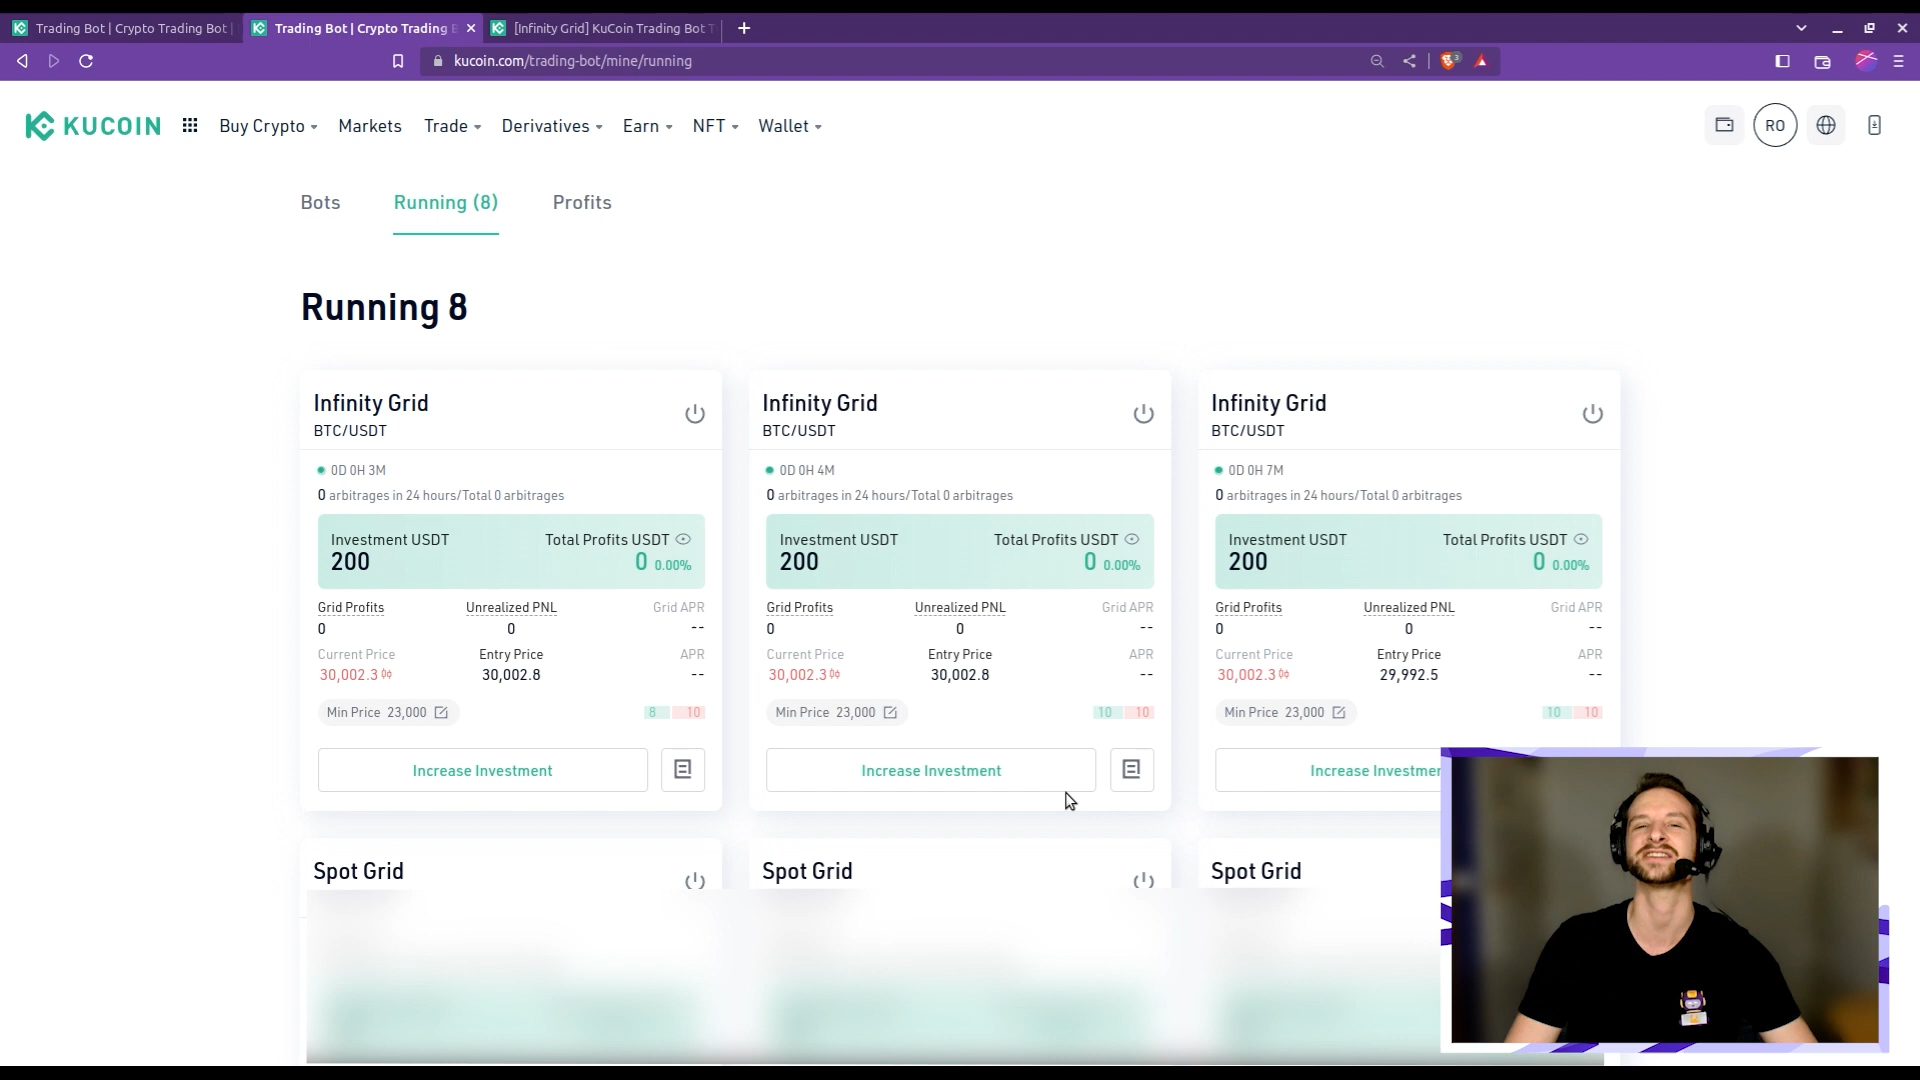 Trading Bot | Crypto Trading Bot |
Trading Bot | Crypto Trading B
[Infinity Grid] KuCoin Trading Bot T
kucoin.com/trading-bot/mine/running
3
KUCOIN
Buy Crypto
Markets
Trade
Derivatives
Earn
NFT
Wallet
RO
Bots
Running (8)
Profits
Running 8
Infinity Grid
BTC/USDT
0D 0H 3M
0 arbitrages in 24 hours/Total 0 arbitrages
Investment USDT
Total Profits USDT
200
0 0.00%
Grid Profits
Unrealized PNL
Grid APR
0
0
--
Current Price
Entry Price
APR
30,002.3
30,002.8
--
Min Price 23,000
8
10
Increase Investment
Infinity Grid
BTC/USDT
0D 0H 4M
0 arbitrages in 24 hours/Total 0 arbitrages
Investment USDT
Total Profits USDT
200
0 0.00%
Grid Profits
Unrealized PNL
Grid APR
0
0
--
Current Price
Entry Price
APR
30,002.3
30,002.8
--
Min Price 23,000
10
10
Increase Investment
Infinity Grid
BTC/USDT
0D 0H 7M
0 arbitrages in 24 hours/Total 0 arbitrages
Investment USDT
Total Profits USDT
200
0 0.00%
Grid Profits
Unrealized PNL
Grid APR
0
0
--
Current Price
Entry Price
APR
30,002.3
29,992.5
--
Min Price 23,000
10
10
Increase Investme
Spot Grid
Spot Grid
Spot Grid